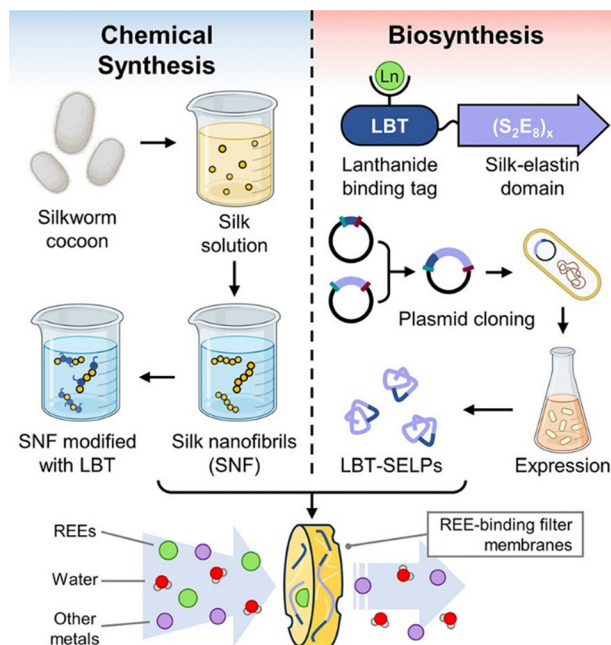 Chemical
Synthesis
Silkworm
cocoon
Silk
solution
SNF modified
with LBT
Silk nanofibrils
(SNF)
Biosynthesis
Ln
LBT
(S₂E₈)ₓ
Lanthanide
binding tag
Silk-elastin
domain
Plasmid cloning
LBT-SELPs
Expression
REEs
Water
Other
metals
REE-binding filter
membranes